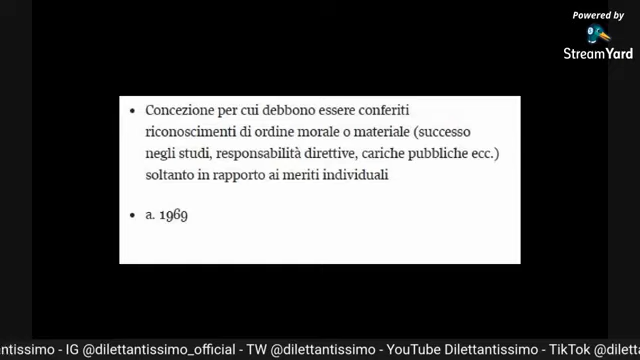 Powered by
StreamYard
• Concezione per cui debbono essere conferiti
riconoscimenti di ordine morale o materiale (successo
negli studi, responsabilità direttive, cariche pubbliche ecc.)
soltanto in rapporto ai meriti individuali
• a. 1969
antissimo - IG @dilettantissimo_official - TW @dilettantissimo - YouTube Dilettantissimo - TikTok @dilett